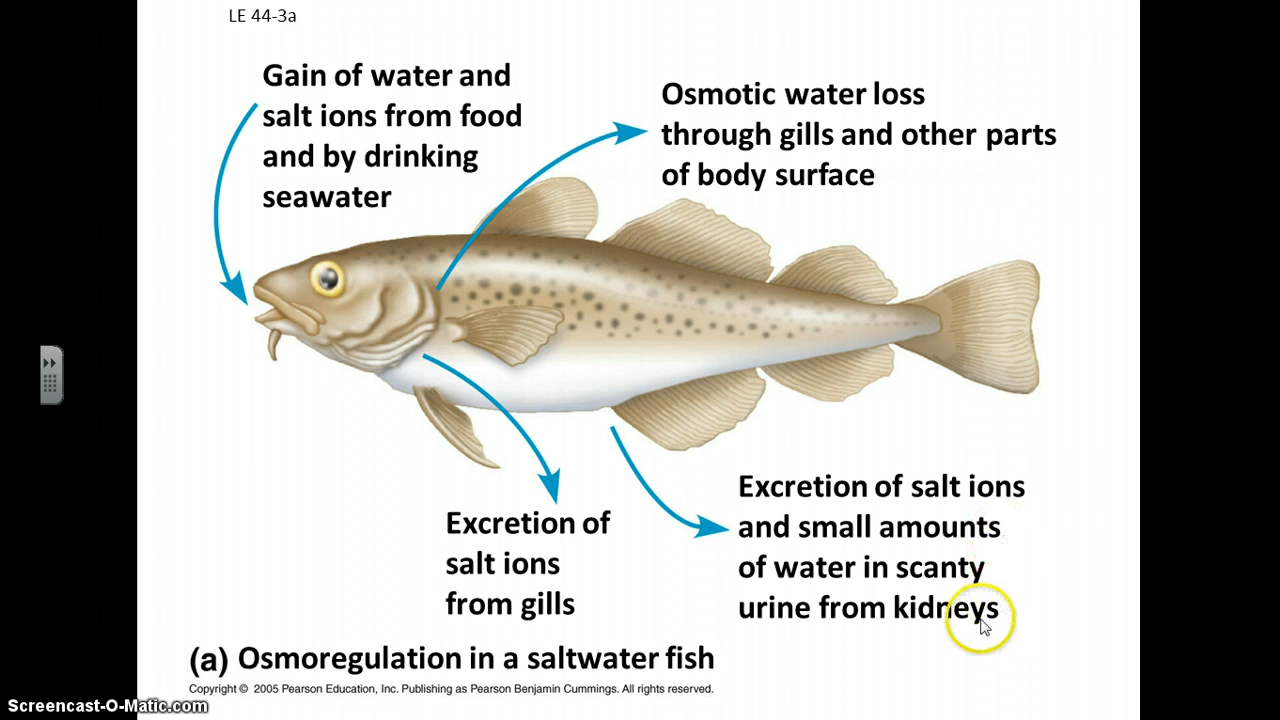 LE 44-3a
Gain of water and
salt ions from food
and by drinking
seawater
Osmotic water loss
through gills and other parts
of body surface
Excretion of
salt ions
from gills
Excretion of salt ions
and small amounts
of water in scanty
urine from kidneys
(a) Osmoregulation in a saltwater fish
Copyright © 2005 Pearson Education, Inc. Publishing as Pearson Benjamin Cummings. All rights reserved.
Screencast-O-Matic.com